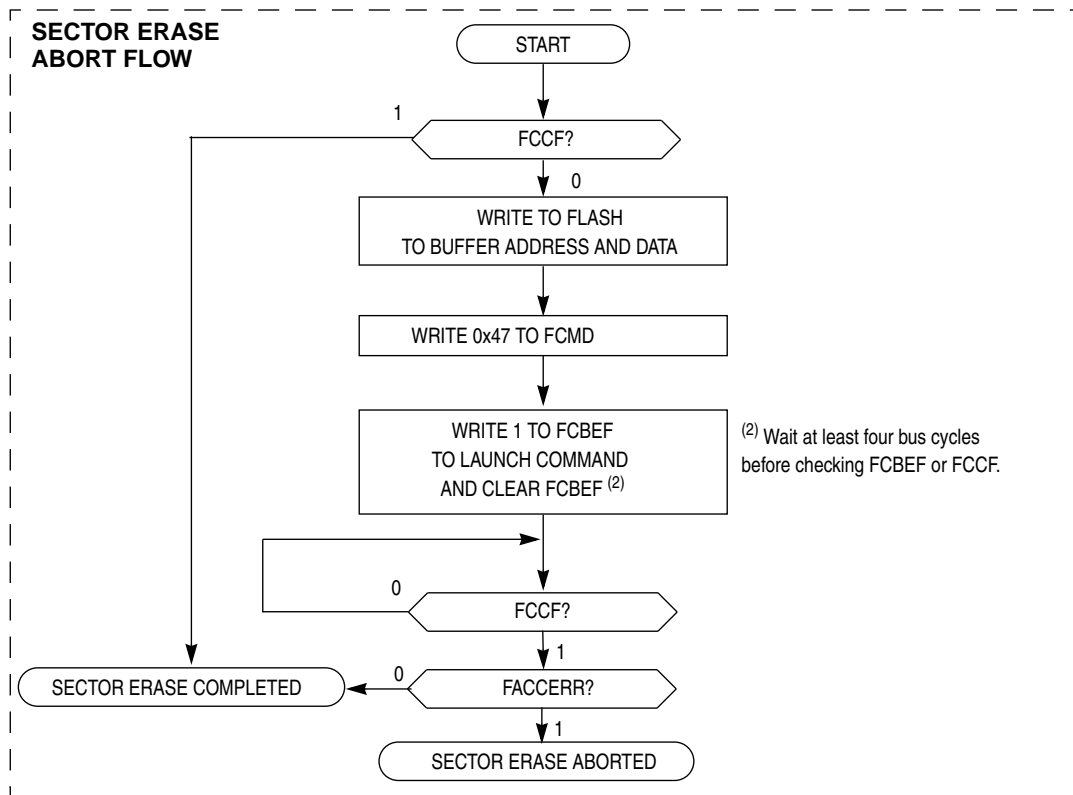 SECTOR ERASE
ABORT FLOW
START
1
FCCF?
0
WRITE TO FLASH
TO BUFFER ADDRESS AND DATA
WRITE 0x47 TO FCMD
WRITE 1 TO FCBEF
TO LAUNCH COMMAND
AND CLEAR FCBEF (2)
(2) Wait at least four bus cycles
before checking FCBEF or FCCF.
0
FCCF?
1
SECTOR ERASE COMPLETED
0
FACCERR?
1
SECTOR ERASE ABORTED